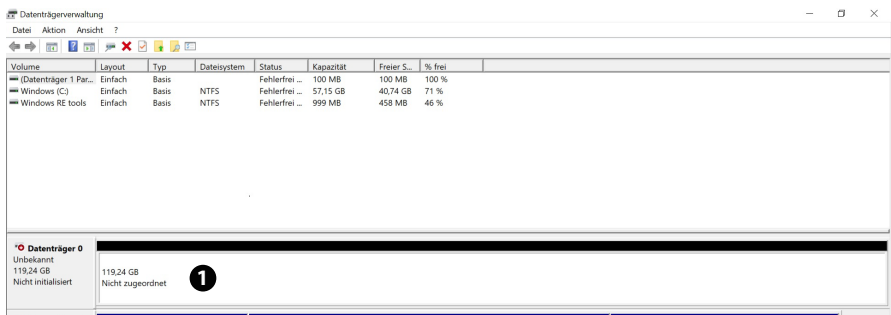 Datenträgerverwaltung
Datei Aktion Ansicht ?
Volume Layout Typ Dateisystem Status Kapazität Freier S... % frei
(Datenträger 1 Par... Einfach Basis Fehlerfrei ... 100 MB 100 MB 100 %
Windows (C:) Einfach Basis NTFS Fehlerfrei ... 57,15 GB 40,74 GB 71 %
Windows RE tools Einfach Basis NTFS Fehlerfrei ... 999 MB 458 MB 46 %
Datenträger 0
Unbekannt
119,24 GB
Nicht initialisiert
119,24 GB
Nicht zugeordnet
1